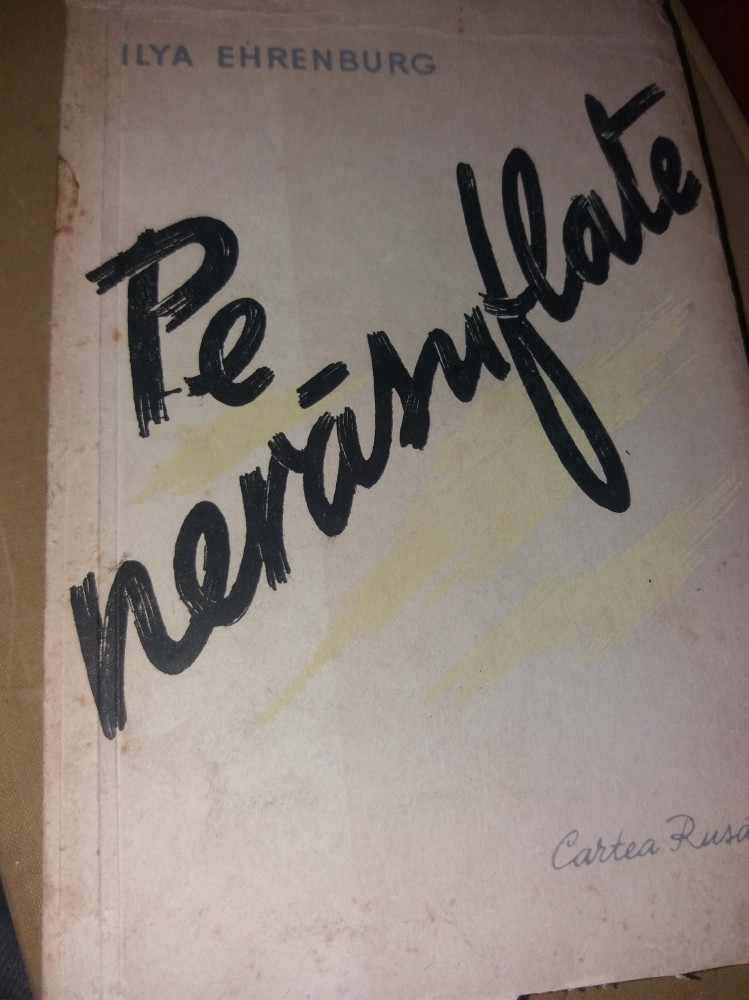 ILYA EHRENBURG
Pe
nerăsuflate
Cartea Rusă